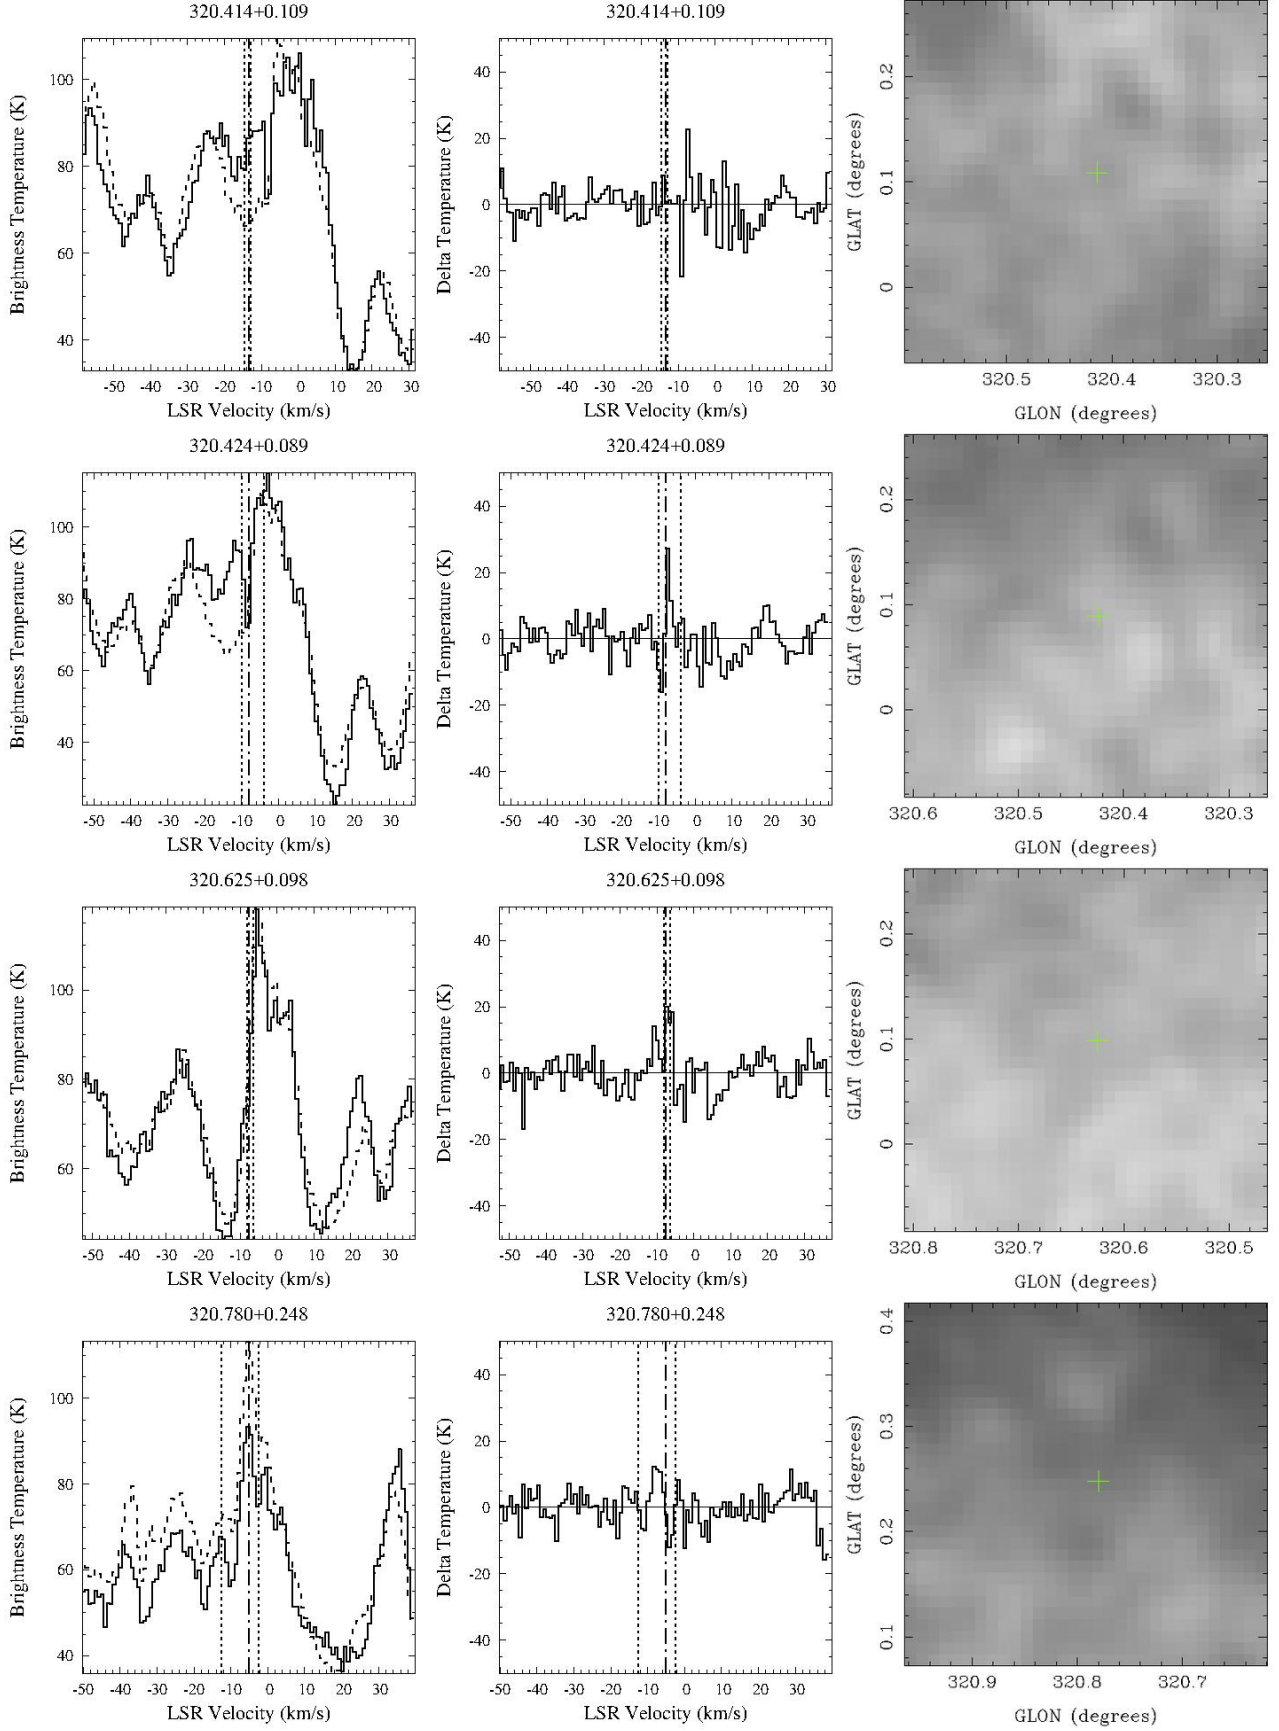 320.414+0.109
320.414+0.109
Brightness Temperature (K)
100
80
60
40
-50 -40 -30 -20 -10 0 10 20 30
LSR Velocity (km/s)
Delta Temperature (K)
40
20
0
-20
-40
-50 -40 -30 -20 -10 0 10 20 30
LSR Velocity (km/s)
GLAT (degrees)
0.2
0.1
0
320.5 320.4 320.3
GLON (degrees)
320.424+0.089
320.424+0.089
Brightness Temperature (K)
100
80
60
40
-50 -40 -30 -20 -10 0 10 20 30
LSR Velocity (km/s)
Delta Temperature (K)
40
20
0
-20
-40
-50 -40 -30 -20 -10 0 10 20 30
LSR Velocity (km/s)
GLAT (degrees)
0.2
0.1
0
320.6 320.5 320.4 320.3
GLON (degrees)
320.625+0.098
320.625+0.098
Brightness Temperature (K)
100
80
60
-50 -40 -30 -20 -10 0 10 20 30
LSR Velocity (km/s)
Delta Temperature (K)
40
20
0
-20
-40
-50 -40 -30 -20 -10 0 10 20 30
LSR Velocity (km/s)
GLAT (degrees)
0.2
0.1
0
320.8 320.7 320.6 320.5
GLON (degrees)
320.780+0.248
320.780+0.248
Brightness Temperature (K)
100
80
60
40
-50 -40 -30 -20 -10 0 10 20 30
LSR Velocity (km/s)
Delta Temperature (K)
40
20
0
-20
-40
-50 -40 -30 -20 -10 0 10 20 30
LSR Velocity (km/s)
GLAT (degrees)
0.4
0.3
0.2
0.1
320.9 320.8 320.7
GLON (degrees)